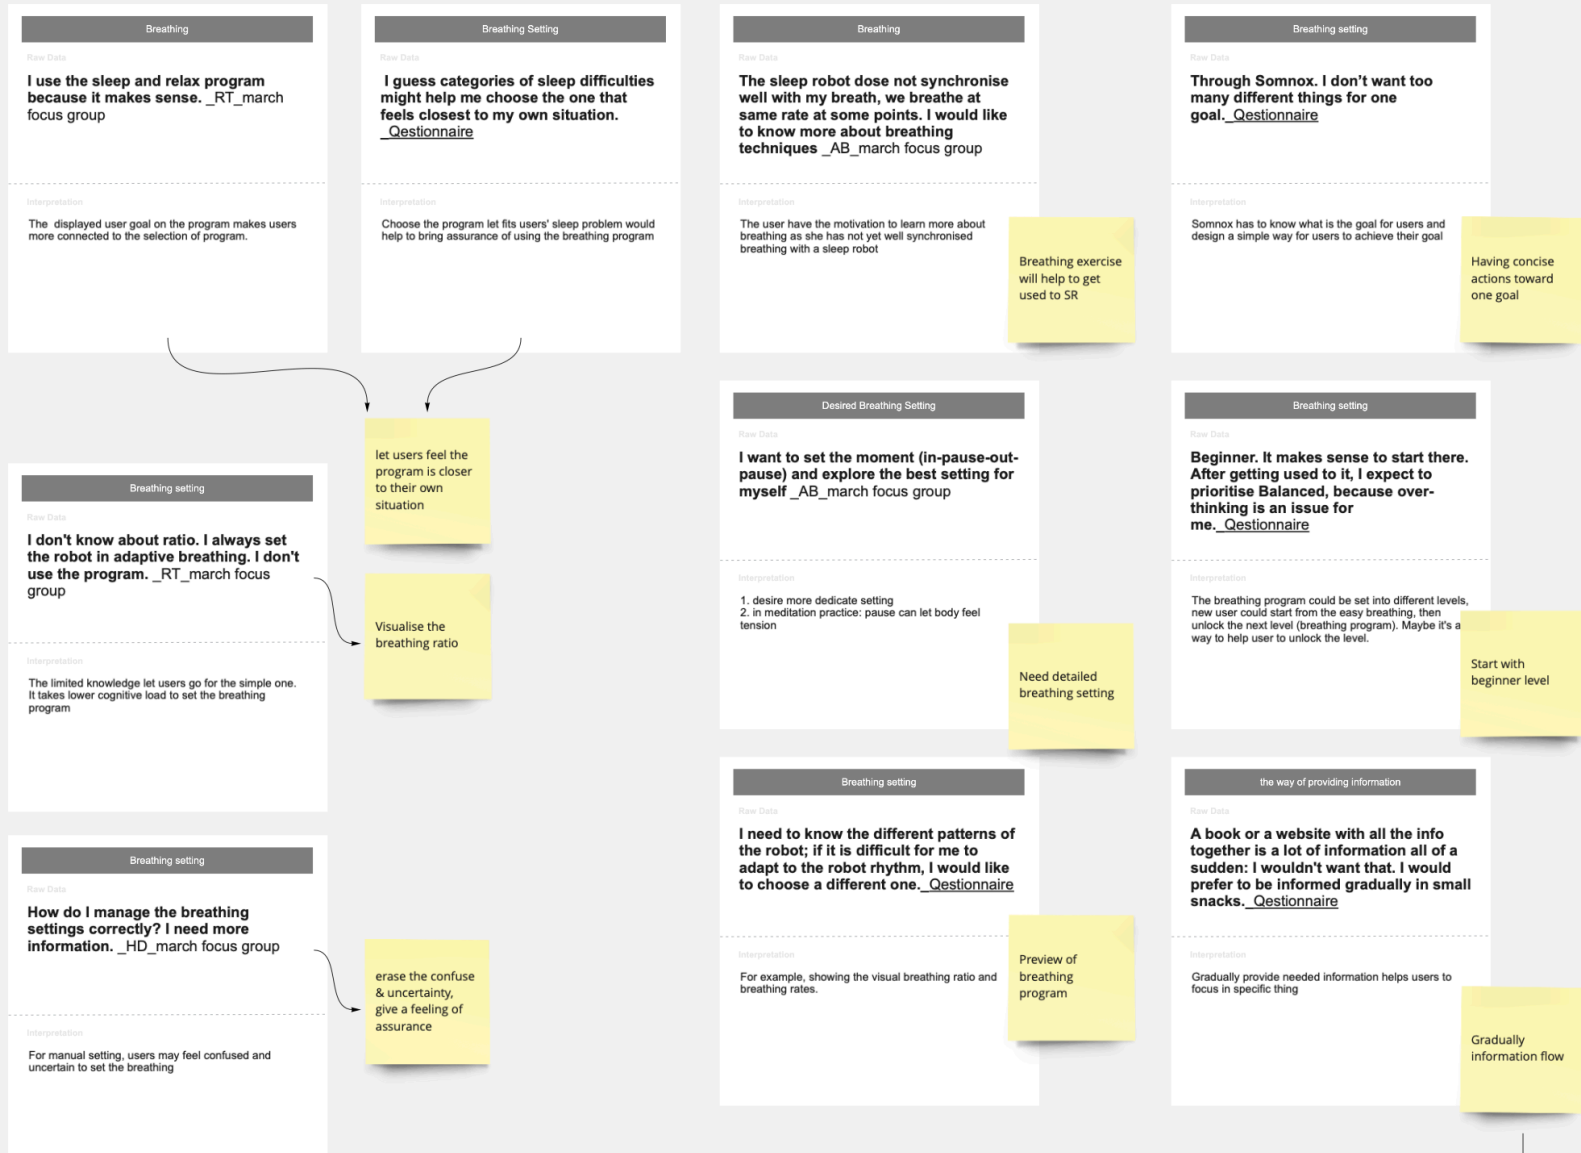 Breathing
Raw Data
I use the sleep and relax program
because it makes sense. _RT_march
focus group
Interpretation
The displayed user goal on the program makes users
more connected to the selection of program.
Breathing Setting
Raw Data
I guess categories of sleep difficulties
might help me choose the one that
feels closest to my own situation.
_Qestionnaire
Interpretation
Choose the program let fits users' sleep problem would
help to bring assurance of using the breathing program
let users feel the
program is closer
to their own
situation
Breathing setting
Raw Data
I don't know about ratio. I always set
the robot in adaptive breathing. I don't
use the program. _RT_march focus
group
Interpretation
The limited knowledge let users go for the simple one.
It takes lower cognitive load to set the breathing
program
Visualise the
breathing ratio
Breathing setting
Raw Data
How do I manage the breathing
settings correctly? I need more
information. _HD_march focus group
Interpretation
For manual setting, users may feel confused and
uncertain to set the breathing
erase the confuse
& uncertainty,
give a feeling of
assurance
Breathing
Raw Data
The sleep robot dose not synchronise
well with my breath, we breathe at
same rate at some points. I would like
to know more about breathing
techniques _AB_march focus group
Interpretation
The user have the motivation to learn more about
breathing as she has not yet well synchronised
breathing with a sleep robot
Breathing exercise
will help to get
used to SR
Desired Breathing Setting
Raw Data
I want to set the moment (in-pause-out-
pause) and explore the best setting for
myself _AB_march focus group
Interpretation
1. desire more dedicate setting
2. in meditation practice: pause can let body feel
tension
Need detailed
breathing setting
Breathing setting
Raw Data
I need to know the different patterns of
the robot; if it is difficult for me to
adapt to the robot rhythm, I would like
to choose a different one._Qestionnaire
Interpretation
For example, showing the visual breathing ratio and
breathing rates.
Preview of
breathing
program
Breathing setting
Raw Data
Through Somnox. I don't want too
many different things for one
goal._Qestionnaire
Interpretation
Somnox has to know what is the goal for users and
design a simple way for users to achieve their goal
Having concise
actions toward
one goal
Breathing setting
Raw Data
Beginner. It makes sense to start there.
After getting used to it, I expect to
prioritise Balanced, because over-
thinking is an issue for
me._Qestionnaire
Interpretation
The breathing program could be set into different levels,
new user could start from the easy breathing, then
unlock the next level (breathing program). Maybe it's a
way to help user to unlock the level.
Start with
beginner level
the way of providing information
Raw Data
A book or a website with all the info
together is a lot of information all of a
sudden: I wouldn't want that. I would
prefer to be informed gradually in small
snacks._Qestionnaire
Interpretation
Gradually provide needed information helps users to
focus in specific thing
Gradually
information flow